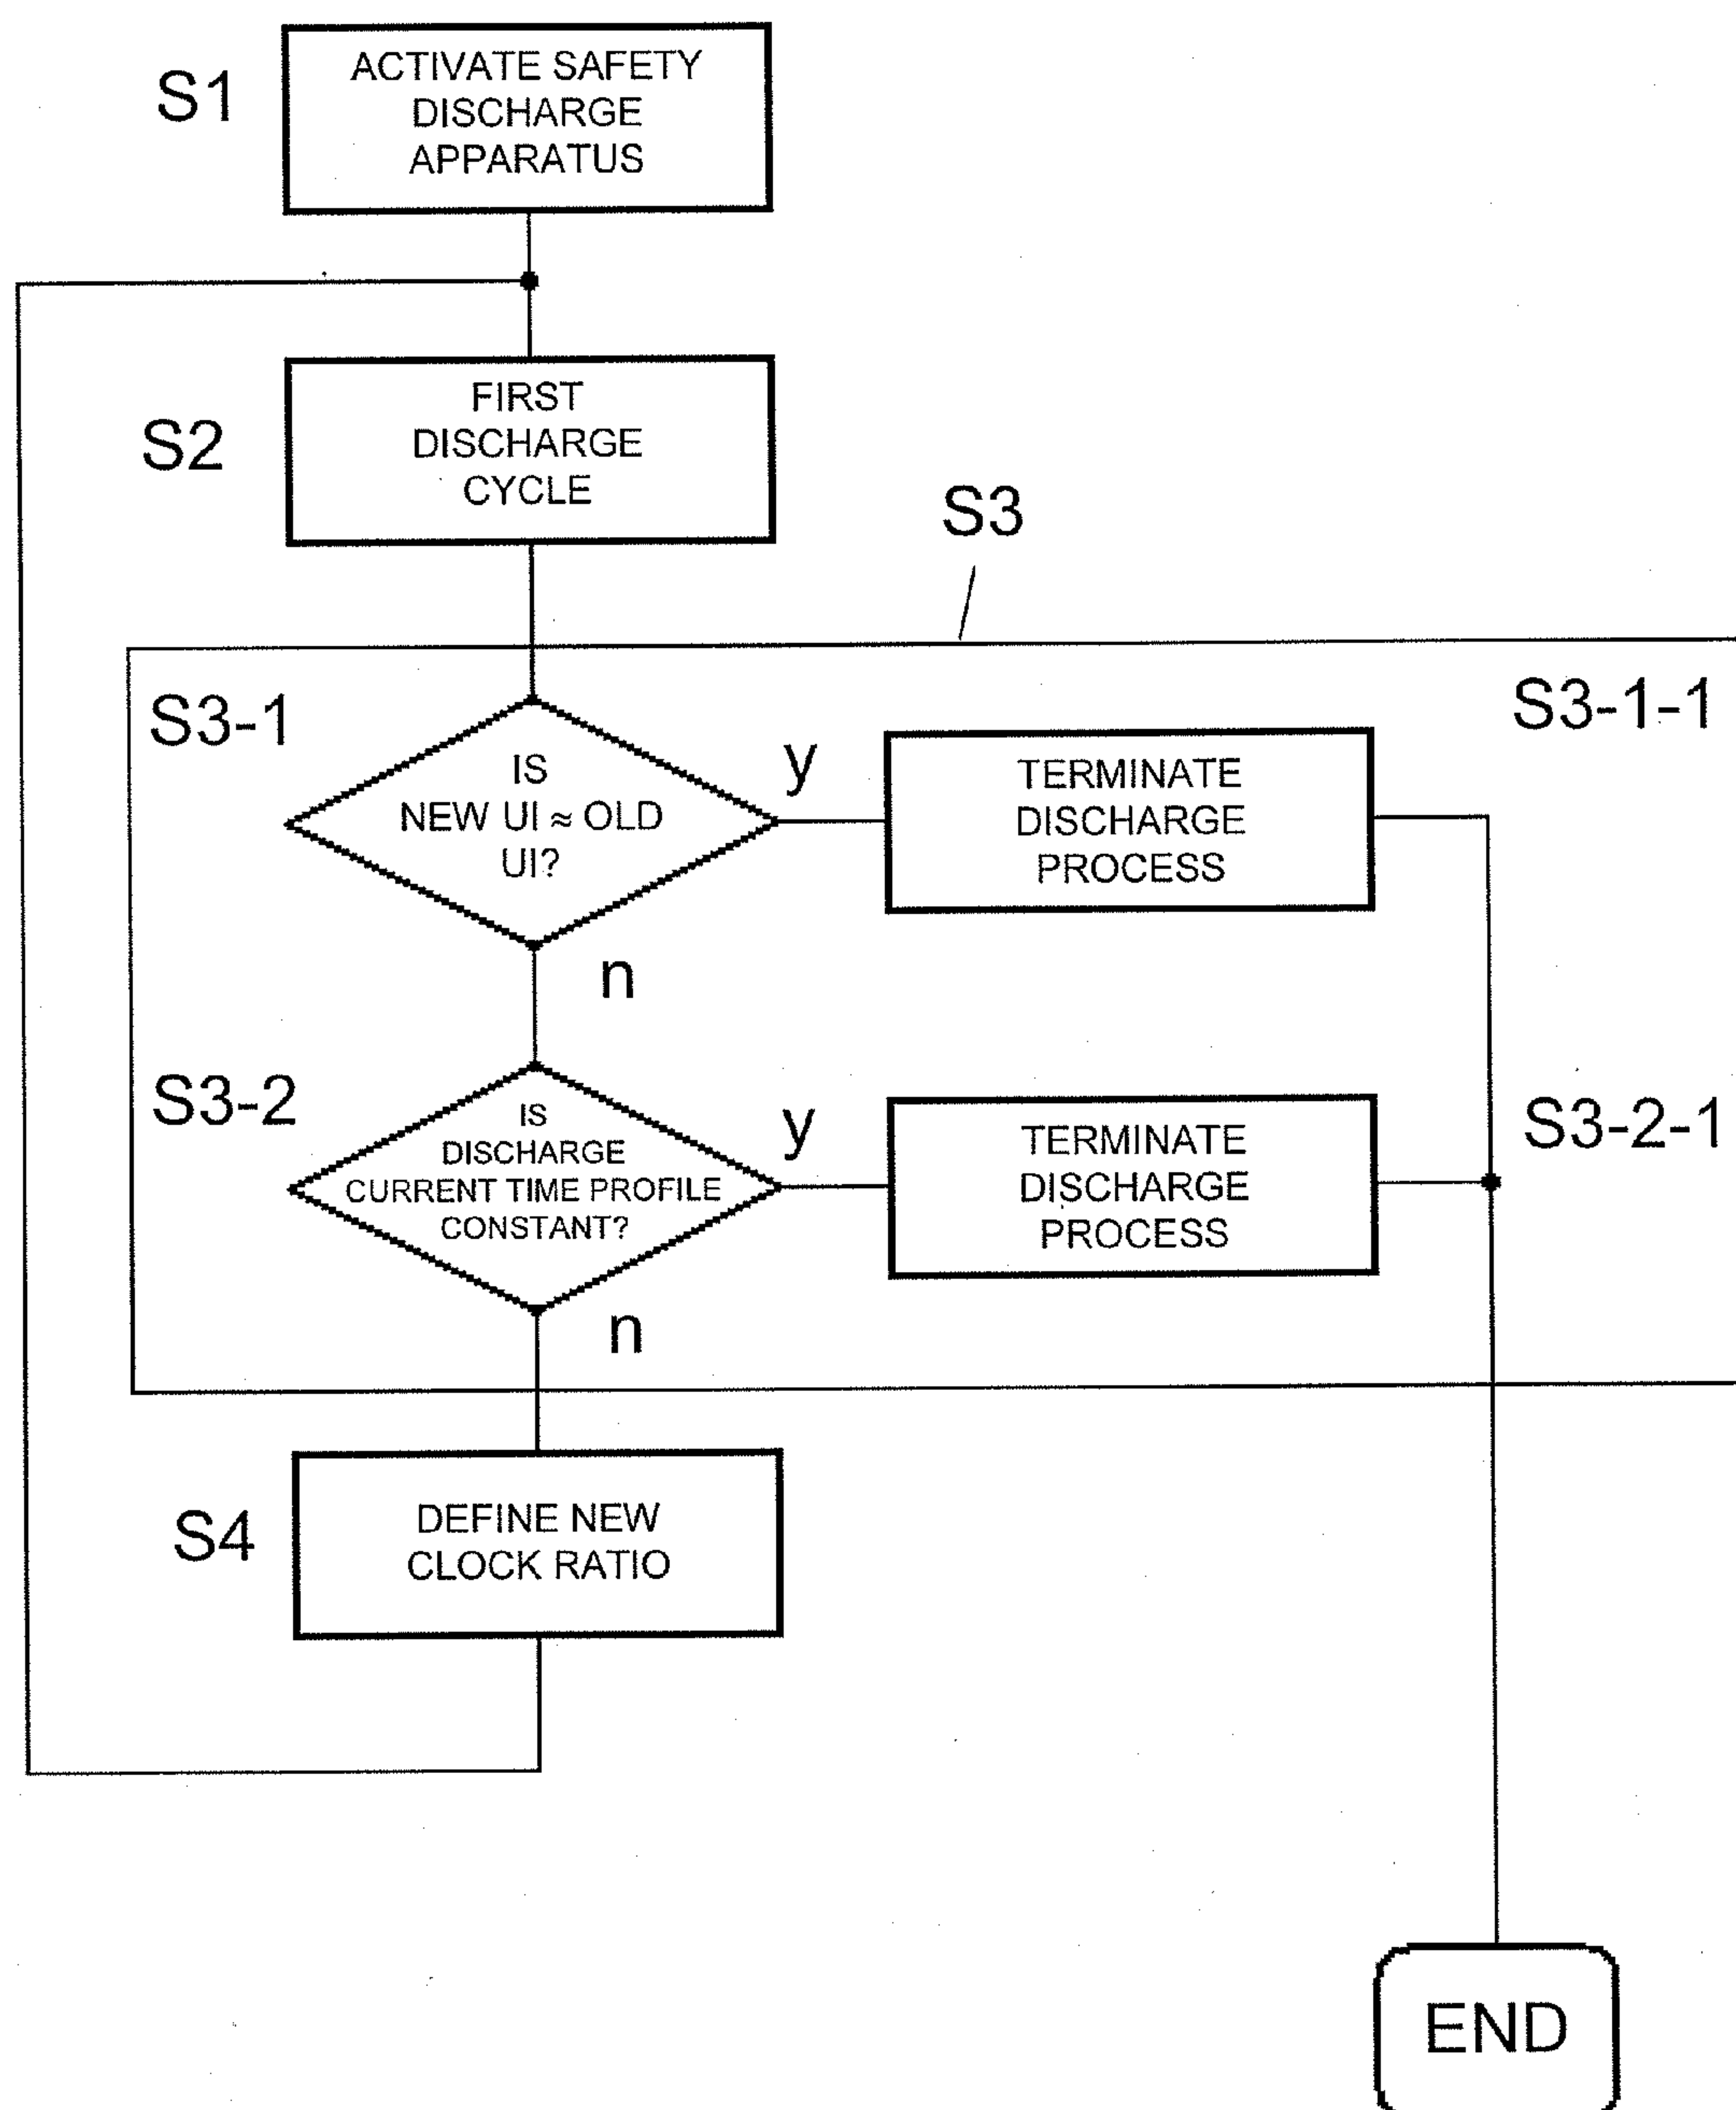 S1
ACTIVATE SAFETY
DISCHARGE
APPARATUS
S2
FIRST
DISCHARGE
CYCLE
S3
S3-1
IS
NEW UI ≈ OLD
UI?
y
n
TERMINATE
DISCHARGE
PROCESS
S3-1-1
S3-2
IS
DISCHARGE
CURRENT TIME PROFILE
CONSTANT?
y
n
TERMINATE
DISCHARGE
PROCESS
S3-2-1
S4
DEFINE NEW
CLOCK RATIO
END